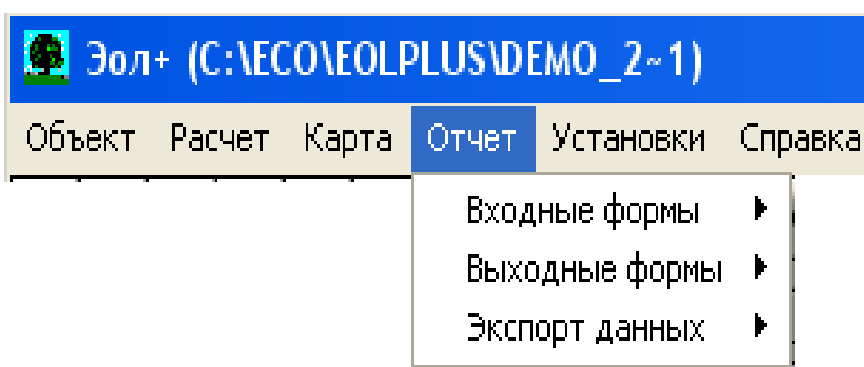 Эол+ (C:\ECO\EOLPLUS\DEMO_2~1)
Объект Расчет Карта Отчет Установки Справка
Входные формы
Выходные формы
Экспорт данных